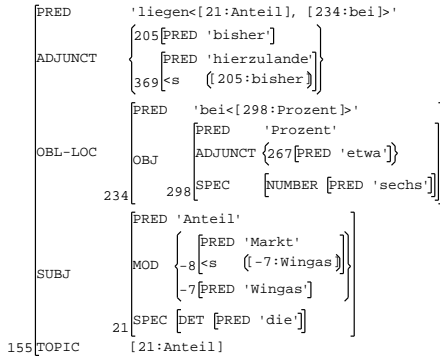 PRED 'liegen<[21:Anteil], [234:bei]>'
205[PRED 'bisher']
ADJUNCT
[PRED 'hierzulande'
369[<s ([205:bisher])]
PRED 'bei<[298:Prozent]>'
[PRED 'Prozent'
OBL-LOC
OBJ
ADJUNCT {267[PRED 'etwa']}
298[SPEC [NUMBER [PRED 'sechs']]]
234
[PRED 'Anteil'
[PRED 'Markt'
MOD
-8[<s ([-7:Wingas])]
SUBJ
-7[PRED 'Wingas']
21[SPEC [DET [PRED 'die']]]
155[TOPIC [21:Anteil]